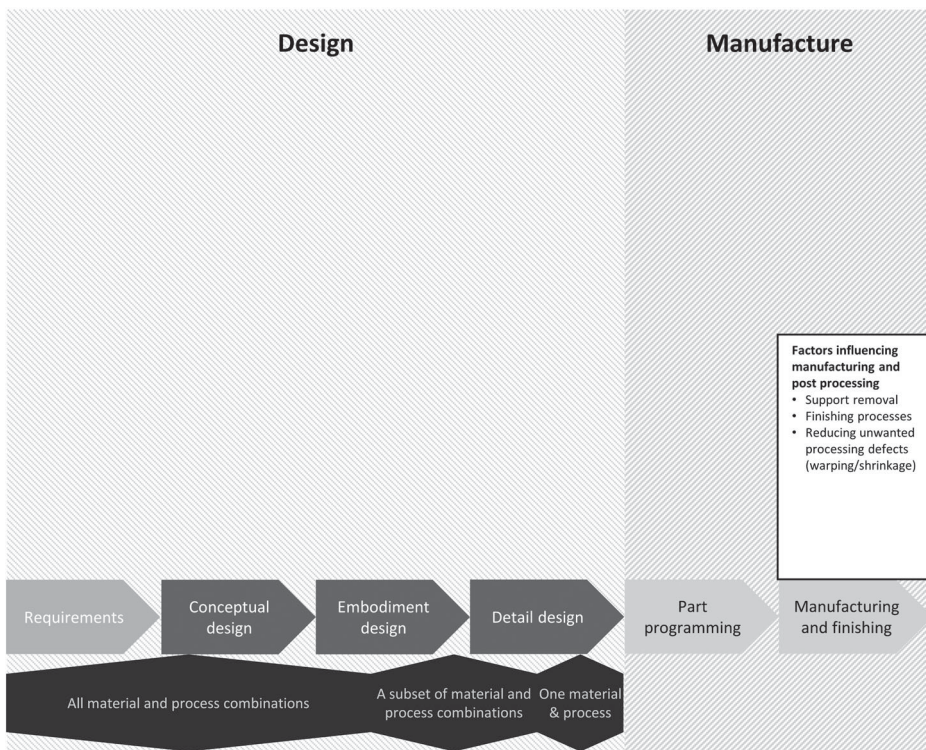 Design
Manufacture
Factors influencing
manufacturing and
post processing
• Support removal
• Finishing processes
• Reducing unwanted
processing defects
(warping/shrinkage)
Requirements
Conceptual
design
Embodiment
design
Detail design
Part
programming
Manufacturing
and finishing
All material and process combinations
A subset of material and
process combinations
One material
& process